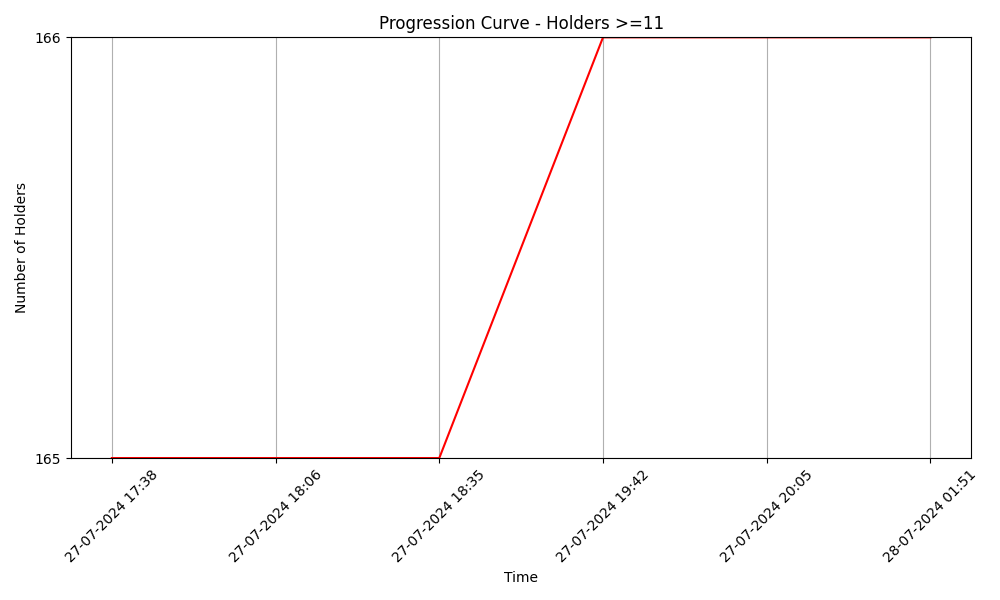 Progression Curve - Holders >=11
166
165
Number of Holders
27-07-2024 17:38
27-07-2024 18:06
27-07-2024 18:35
27-07-2024 19:42
27-07-2024 20:05
28-07-2024 01:51
Time